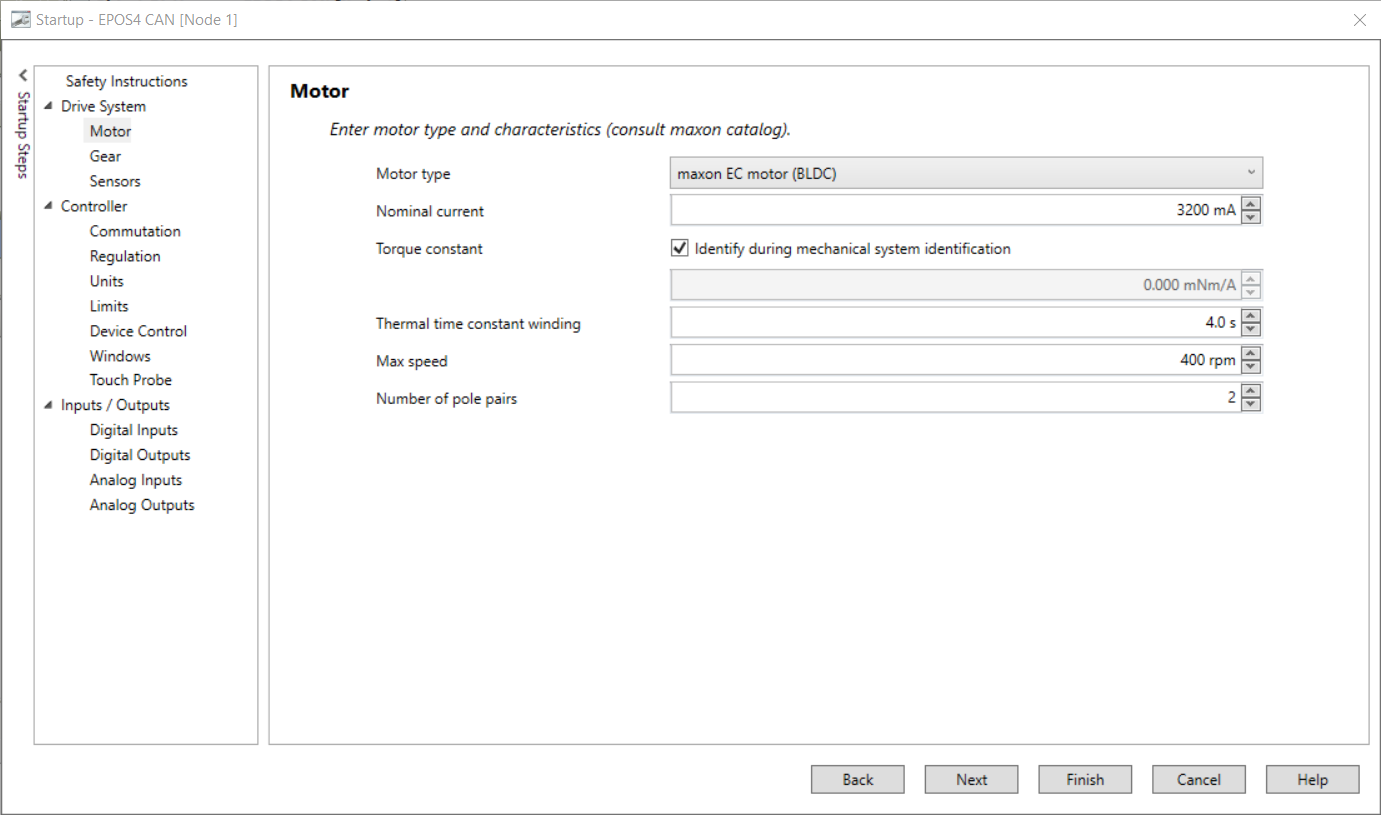 Startup - EPOS4 CAN [Node 1]
Startup Steps
Safety Instructions
Drive System
Motor
Gear
Sensors
Controller
Commutation
Regulation
Units
Limits
Device Control
Windows
Touch Probe
Inputs / Outputs
Digital Inputs
Digital Outputs
Analog Inputs
Analog Outputs
Motor
Enter motor type and characteristics (consult maxon catalog).
Motor type maxon EC motor (BLDC)
Nominal current 3200 mA
Torque constant Identify during mechanical system identification
0.000 mNm/A
Thermal time constant winding 4.0 s
Max speed 400 rpm
Number of pole pairs 2
Back Next Finish Cancel Help